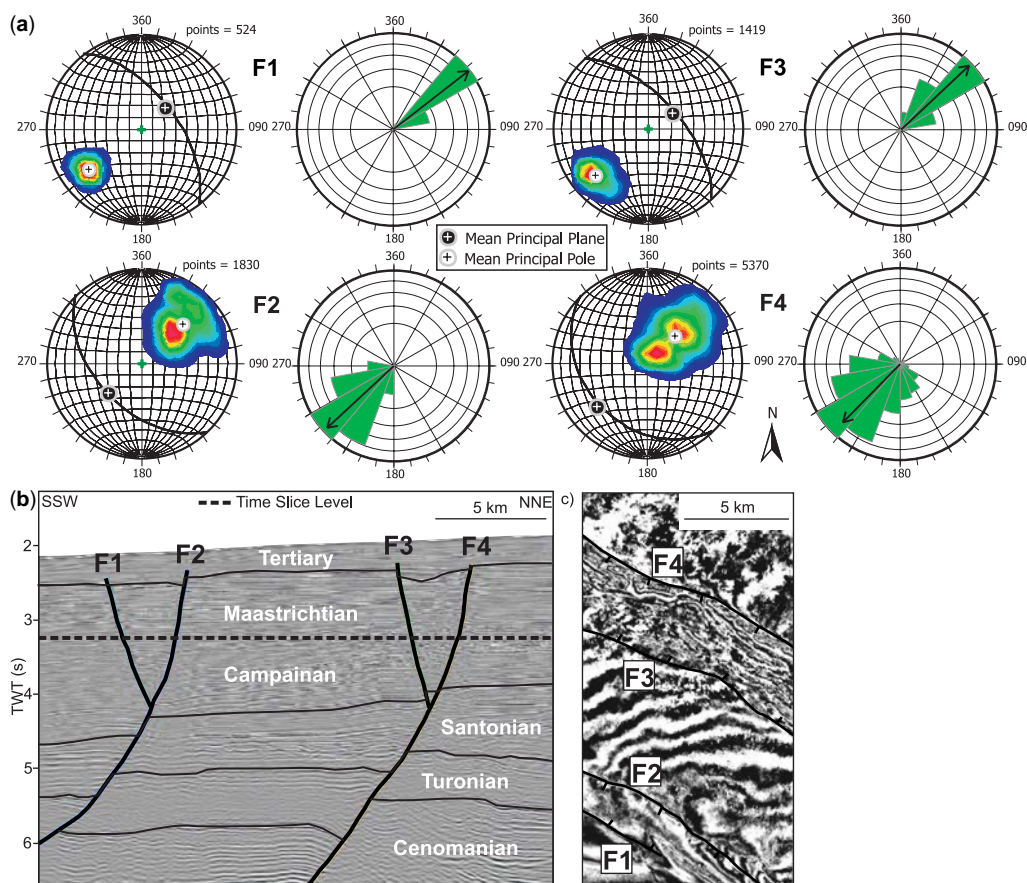 (a)
360
points = 524
270
090
180
F1
360
270
090
180
360
points = 1419
270
090
180
F3
360
270
090
180
Mean Principal Plane
Mean Principal Pole
360
points = 1830
270
090
180
F2
360
270
090
180
360
points = 5370
270
090
180
F4
360
270
090
180
N
(b)
SSW
Time Slice Level
NNE
5 km
TWT (s)
2
3
4
5
6
F1
F2
F3
F4
Tertiary
Maastrichtian
Campainan
Santonian
Turonian
Cenomanian
c)
5 km
F4
F3
F2
F1